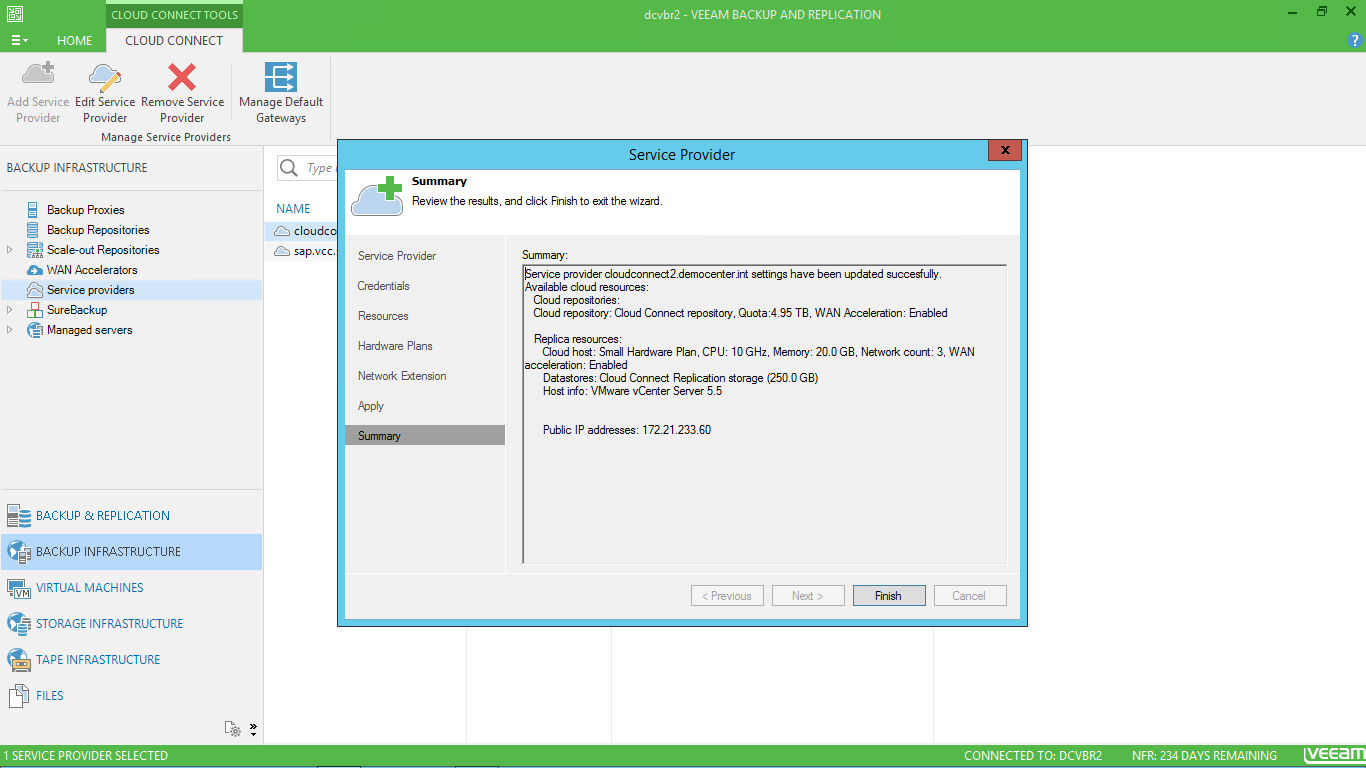 CLOUD CONNECT TOOLS
dcvbr2 - VEEAM BACKUP AND REPLICATION
HOME
CLOUD CONNECT
?
Add Service Provider
Edit Service Provider
Remove Service Provider
Manage Default Gateways
Manage Service Providers
BACKUP INFRASTRUCTURE
Backup Proxies
Backup Repositories
Scale-out Repositories
WAN Accelerators
Service providers
SureBackup
Managed servers
BACKUP & REPLICATION
BACKUP INFRASTRUCTURE
VM
VIRTUAL MACHINES
STORAGE INFRASTRUCTURE
TAPE INFRASTRUCTURE
FILES
Type
NAME
cloudco
sap.vcc.
Service Provider
x
Summary
Review the results, and click Finish to exit the wizard.
Service Provider
Credentials
Resources
Hardware Plans
Network Extension
Apply
Summary
Summary:
Service provider cloudconnect2.democenter.int settings have been updated succesfully.
Available cloud resources:
Cloud repositories:
Cloud repository: Cloud Connect repository, Quota:4.95 TB, WAN Acceleration: Enabled
Replica resources:
Cloud host: Small Hardware Plan, CPU: 10 GHz, Memory: 20.0 GB, Network count: 3, WAN
acceleration: Enabled
Datastores: Cloud Connect Replication storage (250.0 GB)
Host info: VMware vCenter Server 5.5
Public IP addresses: 172.21.233.60
< Previous
Next >
Finish
Cancel
1 SERVICE PROVIDER SELECTED
CONNECTED TO: DCVBR2
NFR: 234 DAYS REMAINING
veeam